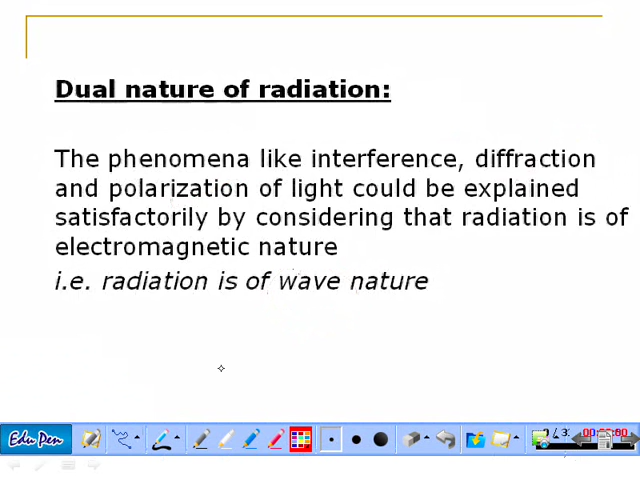 Dual nature of radiation:
The phenomena like interference, diffraction
and polarization of light could be explained
satisfactorily by considering that radiation is of
electromagnetic nature
i.e. radiation is of wave nature
Edu Pen